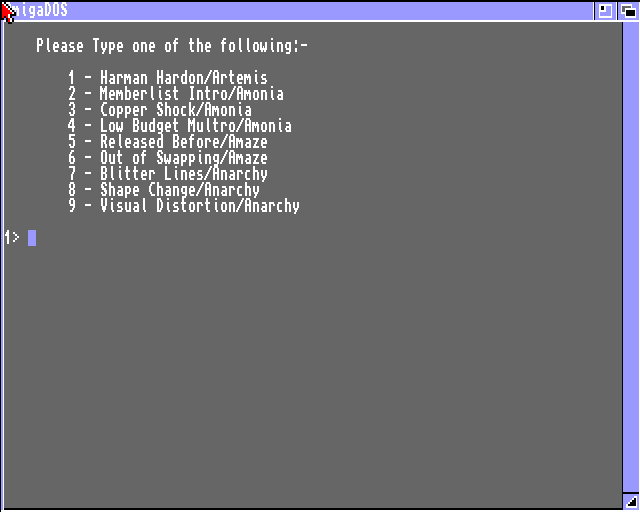 AmigaDOS
Please Type one of the following:-
1 - Harman Hardon/Artemis
2 - Memberlist Intro/Amonia
3 - Copper Shock/Amonia
4 - Low Budget Multro/Amonia
5 - Released Before/Amaze
6 - Out of Swapping/Amaze
7 - Blitter Lines/Anarchy
8 - Shape Change/Anarchy
9 - Visual Distortion/Anarchy
1>